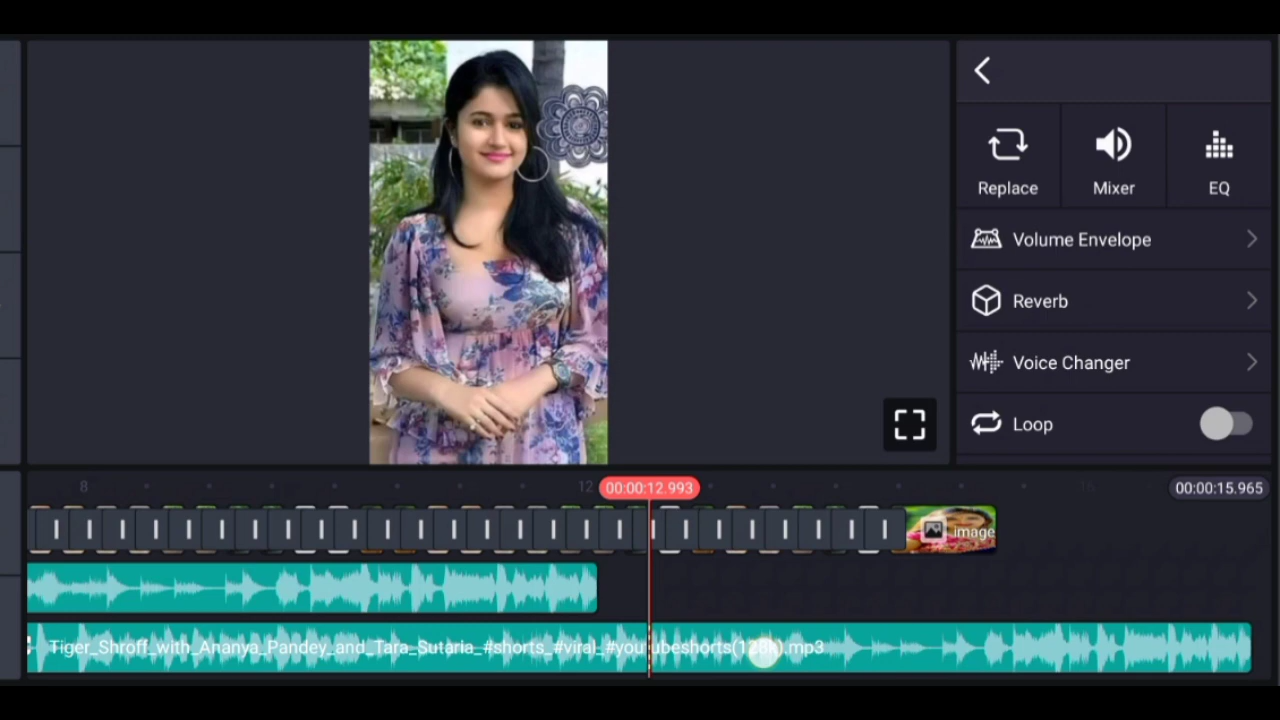 Replace
Mixer
EQ
Volume Envelope
Reverb
Voice Changer
Loop
8
12
00:00:12.993
16
00:00:15.965
image
Tiger_Shroff_with_Ananya_Pandey_and_Tara_Sutaria_#shorts_#viral_#youtubeshorts(128k).mp3